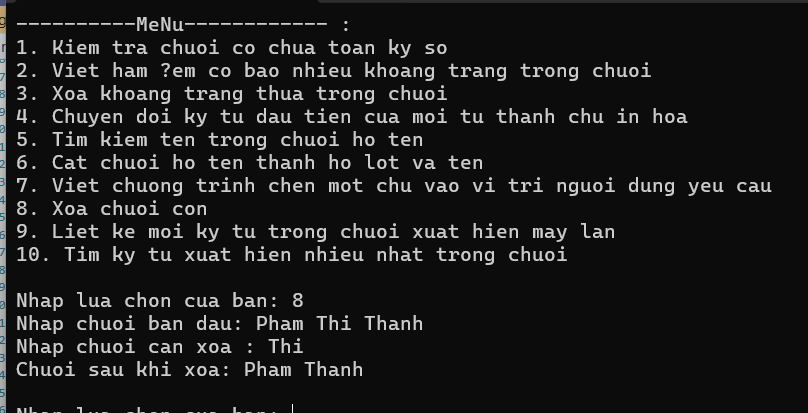 ----------MeNu------------ :
1. Kiem tra chuoi co chua toan ky so
2. Viet ham ?em co bao nhieu khoang trang trong chuoi
3. Xoa khoang trang thua trong chuoi
4. Chuyen doi ky tu dau tien cua moi tu thanh chu in hoa
5. Tim kiem ten trong chuoi ho ten
6. Cat chuoi ho ten thanh ho lot va ten
7. Viet chuong trinh chen mot chu vao vi tri nguoi dung yeu cau
8. Xoa chuoi con
9. Liet ke moi ky tu trong chuoi xuat hien may lan
10. Tim ky tu xuat hien nhieu nhat trong chuoi
Nhap lua chon cua ban: 8
Nhap chuoi ban dau: Pham Thi Thanh
Nhap chuoi can xoa : Thi
Chuoi sau khi xoa: Pham Thanh
Nhap lua chon cua ban: